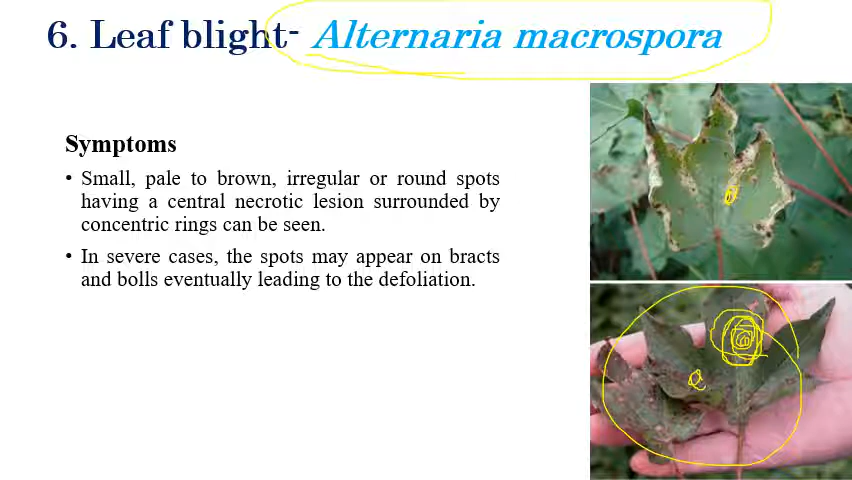 6. Leaf blight- Alternaria macrospora
Symptoms
• Small, pale to brown, irregular or round spots
having a central necrotic lesion surrounded by
concentric rings can be seen.
• In severe cases, the spots may appear on bracts
and bolls eventually leading to the defoliation.